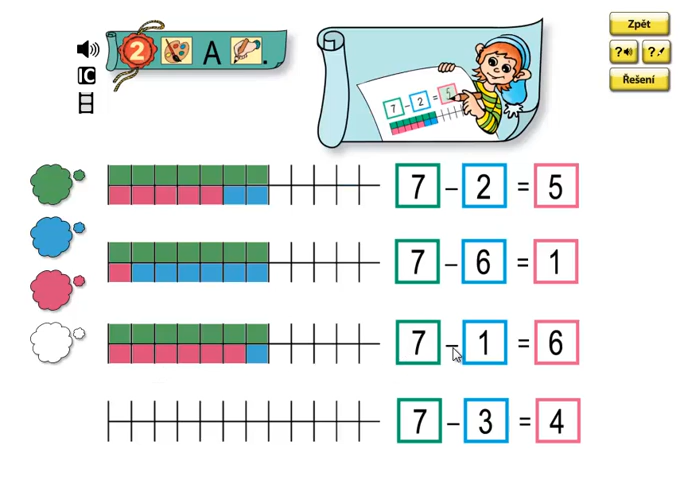 Zpět
2 A .
?
?
Řešení
7 – 2 = 5
7 – 2 = 5
7 – 6 = 1
7 – 1 = 6
7 – 3 = 4